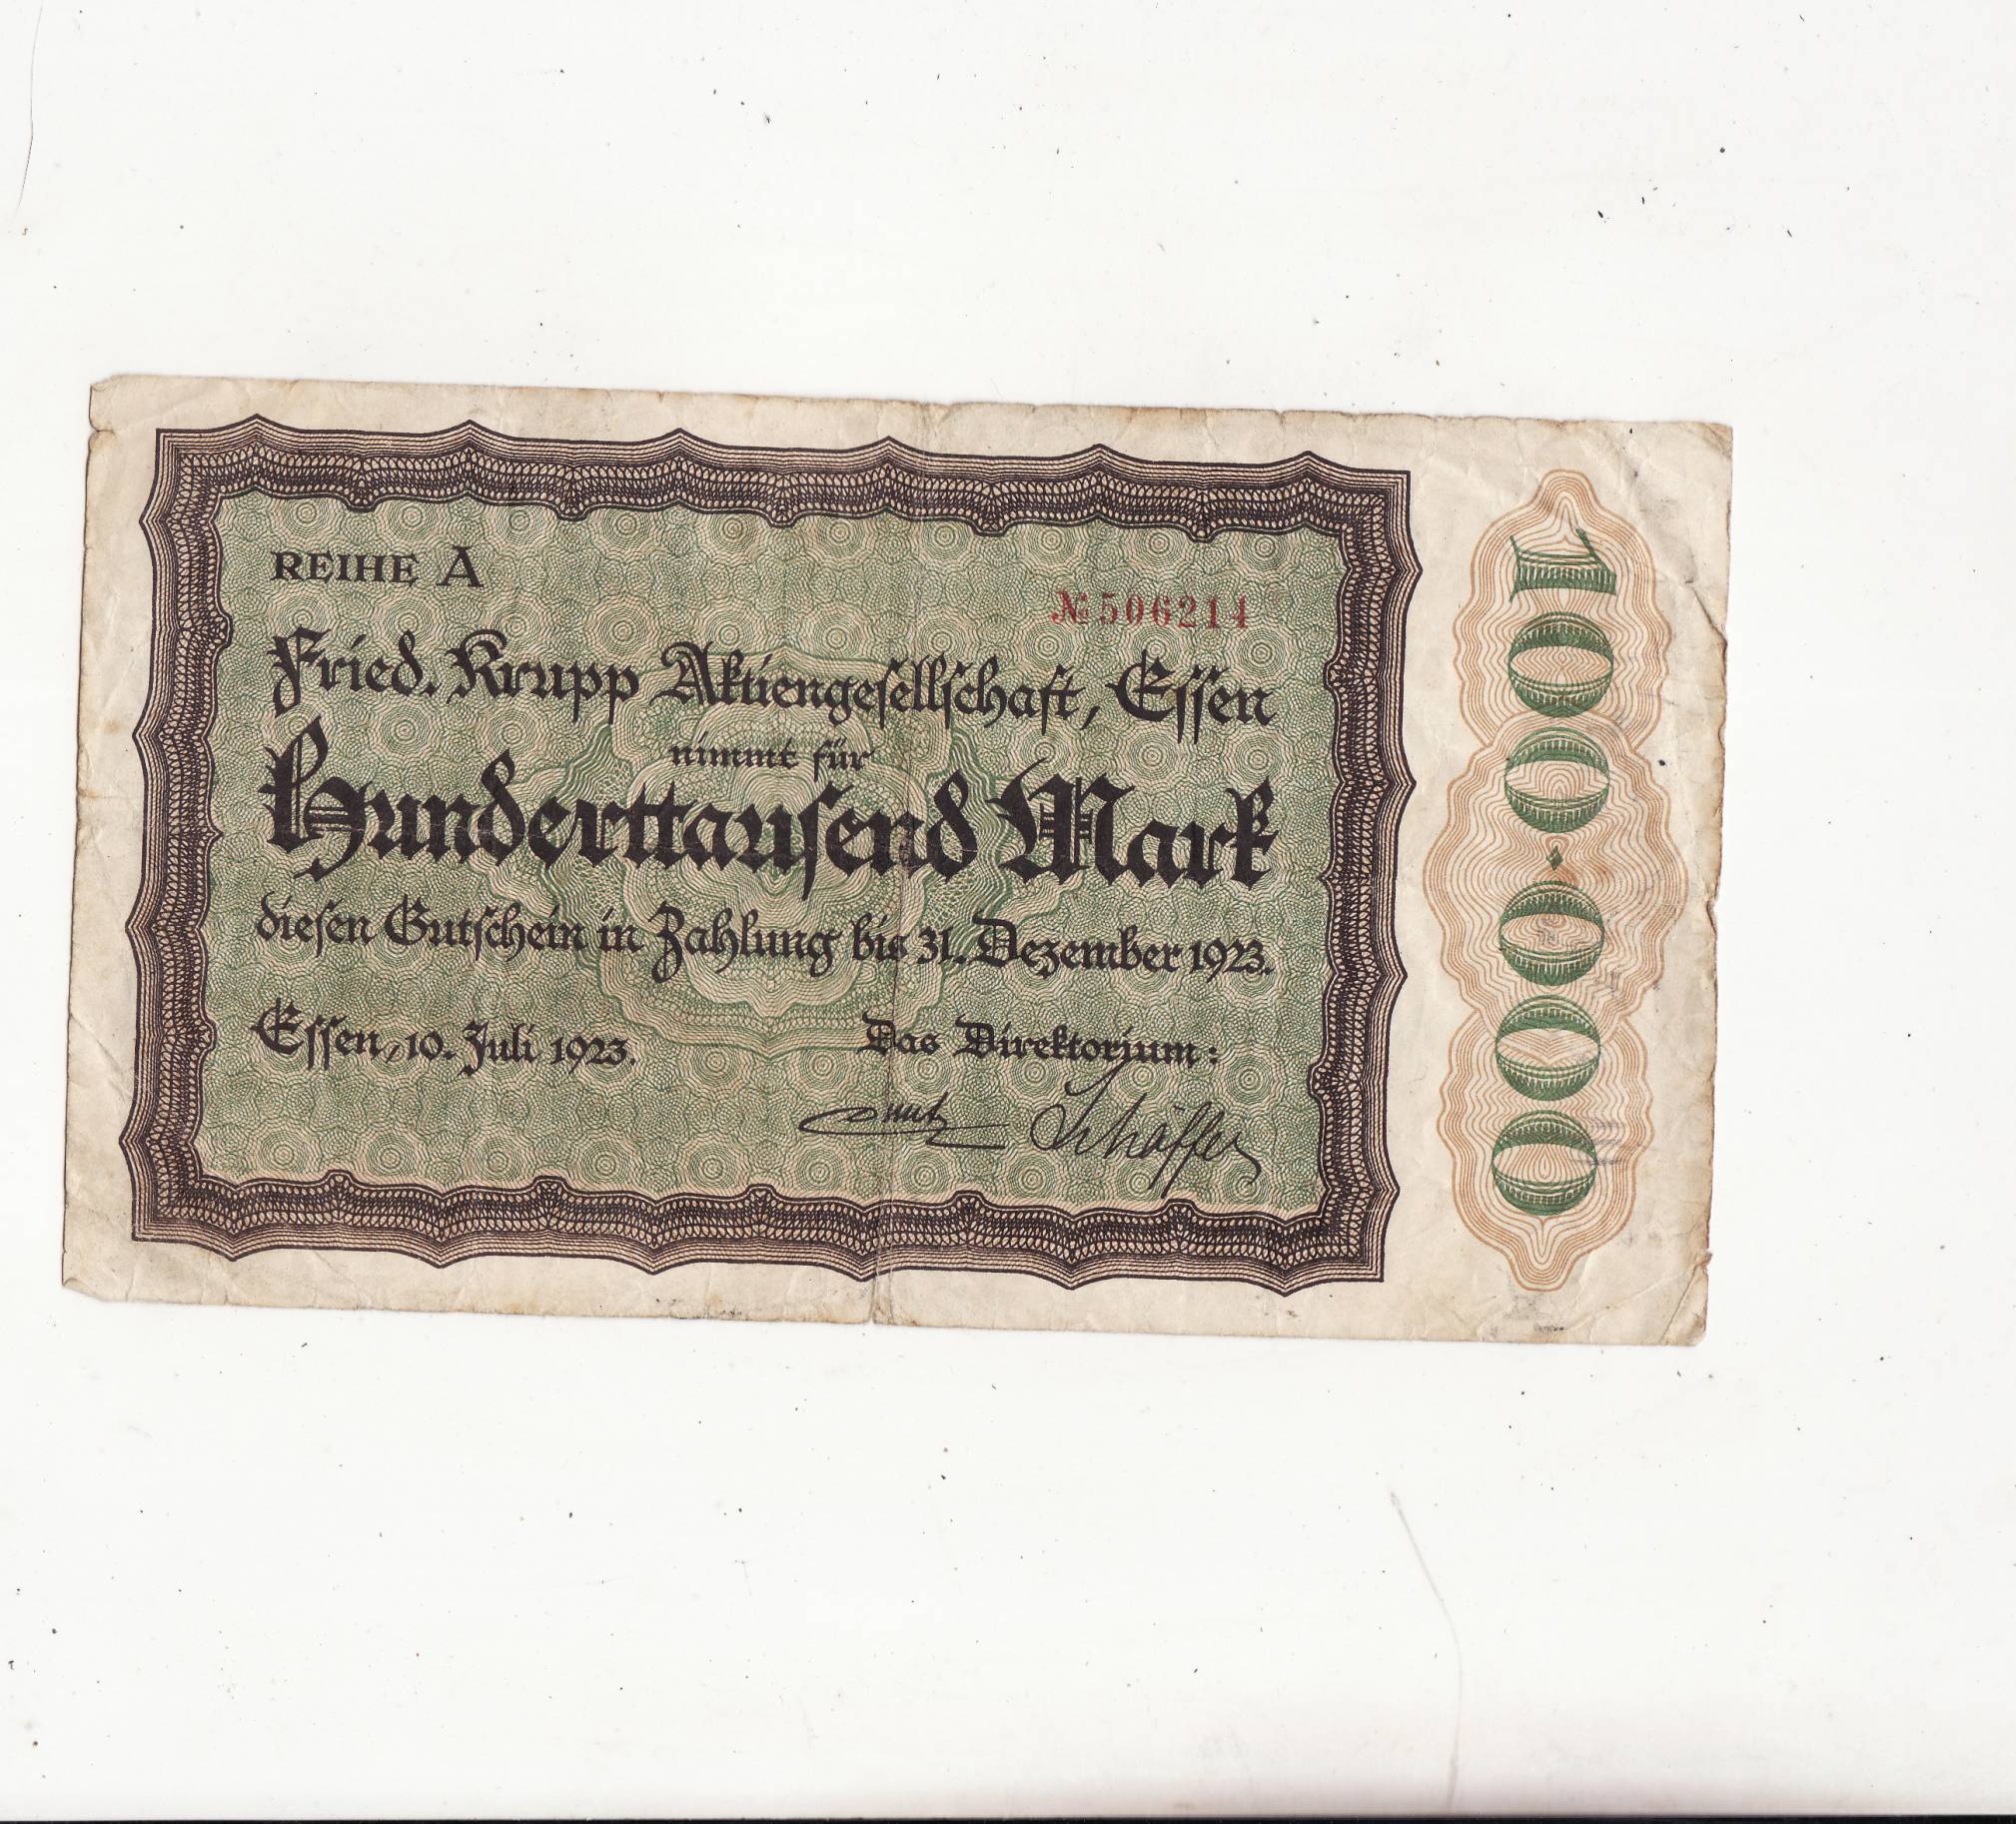 REIHE A
№ 506214
Fried. Krupp Aktiengesellschaft, Essen
nimmt für
Hunderttausend Mark
diesen Gutschein in Zahlung bis 31. Dezember 1923.
Essen, 10. Juli 1923.
Das Direktorium:
Schäffer
100.000